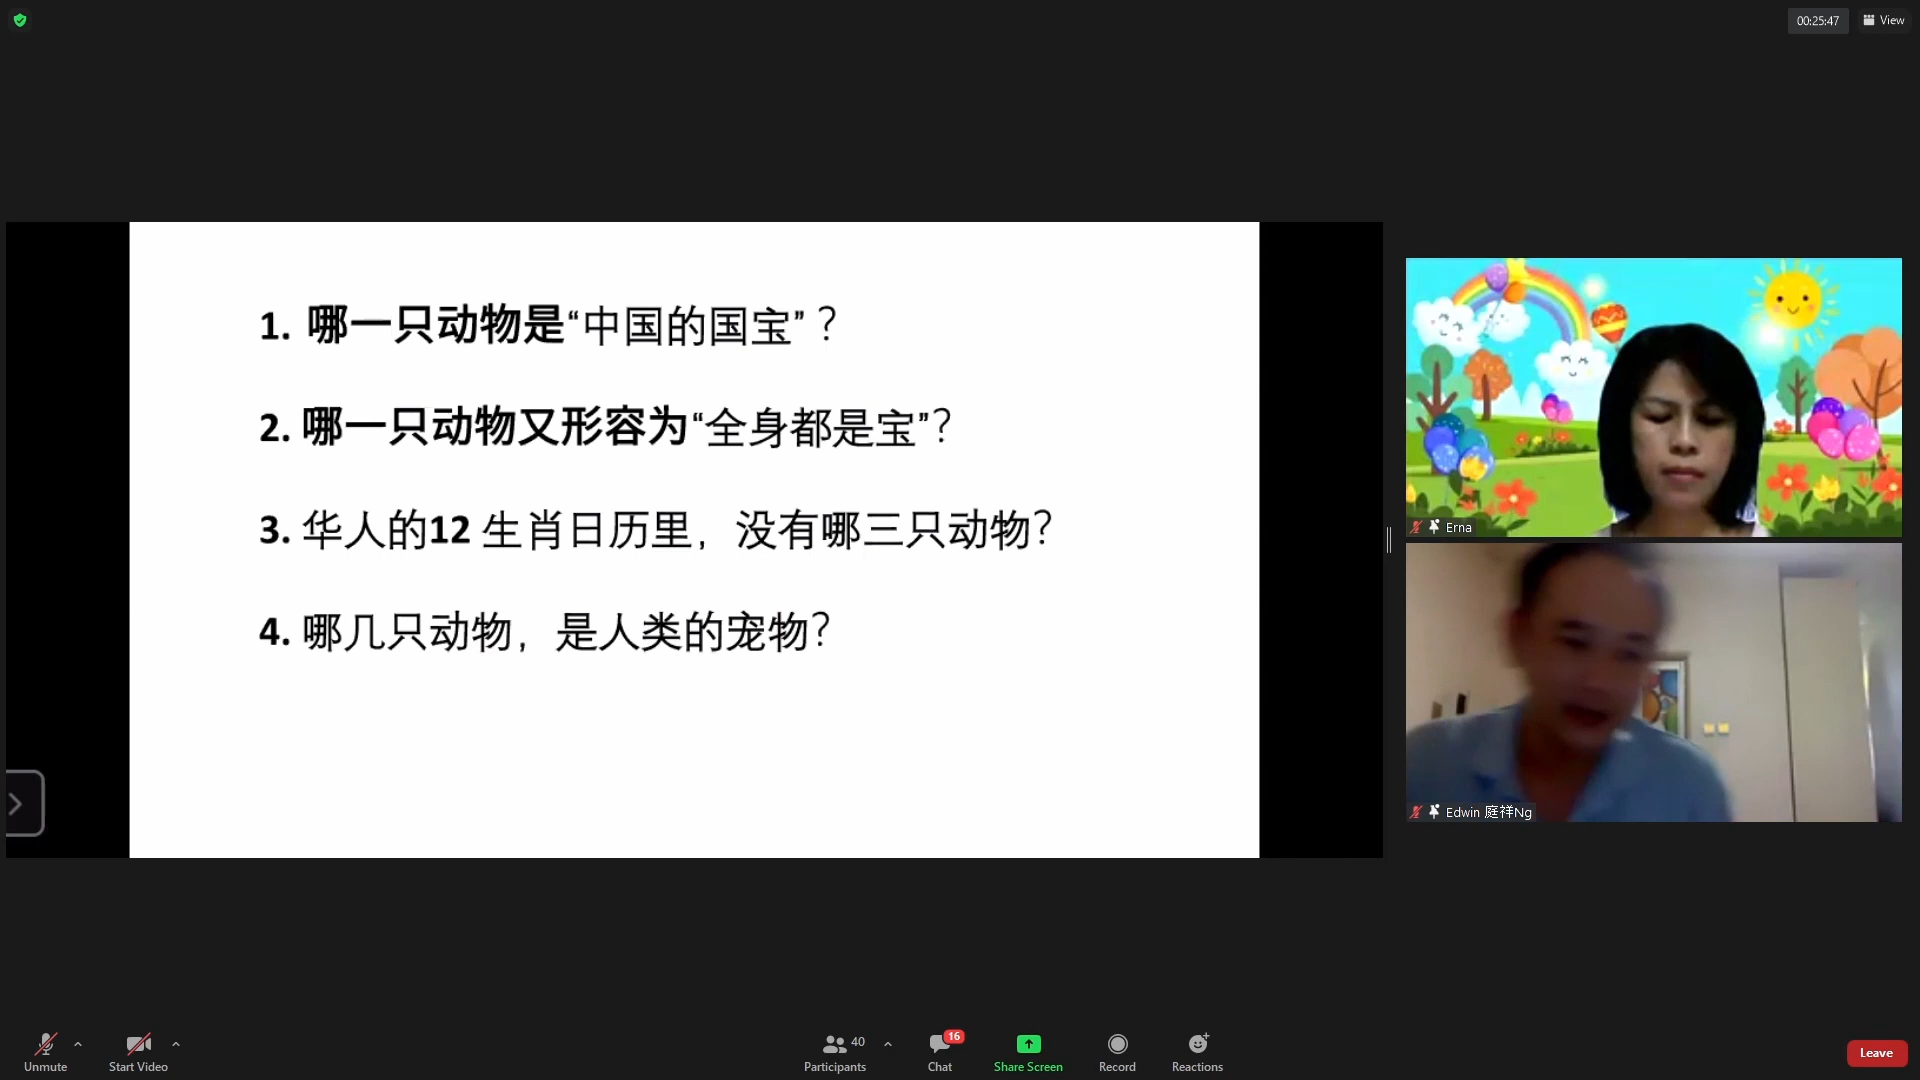 00:25:47
View
1. 哪一只动物是“中国的国宝”？
2. 哪一只动物又形容为“全身都是宝”？
3. 华人的12 生肖日历里，没有哪三只动物？
4. 哪几只动物，是人类的宠物？
Erna
Edwin 庭祥Ng
Unmute
Start Video
40
Participants
16
Chat
Share Screen
Record
Reactions
Leave